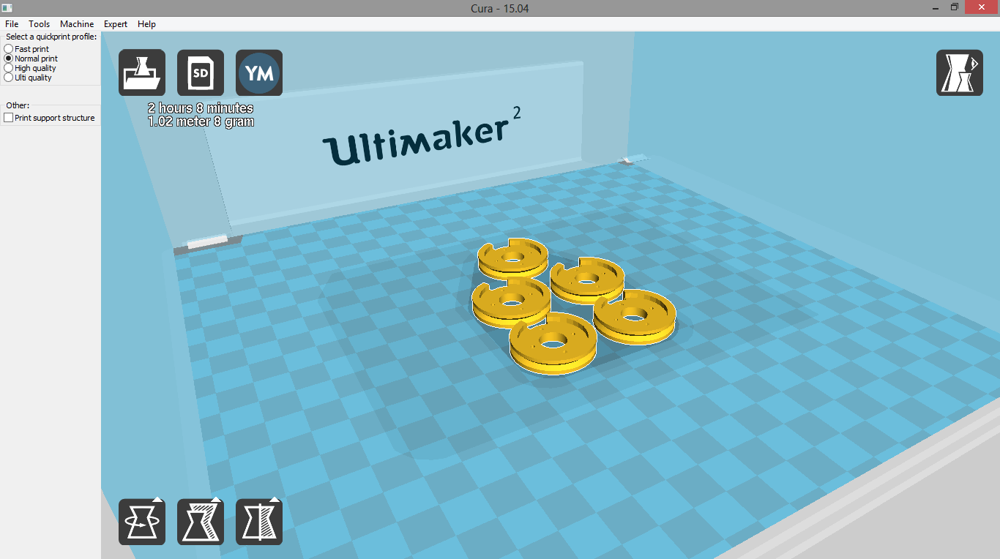 Cura - 15.04
File Tools Machine Expert Help
Select a quickprint profile:
Fast print
Normal print
High quality
Ulti quality
Other:
Print support structure
SD
YM
2 hours 8 minutes
1.02 meter 8 gram
Ultimaker 2